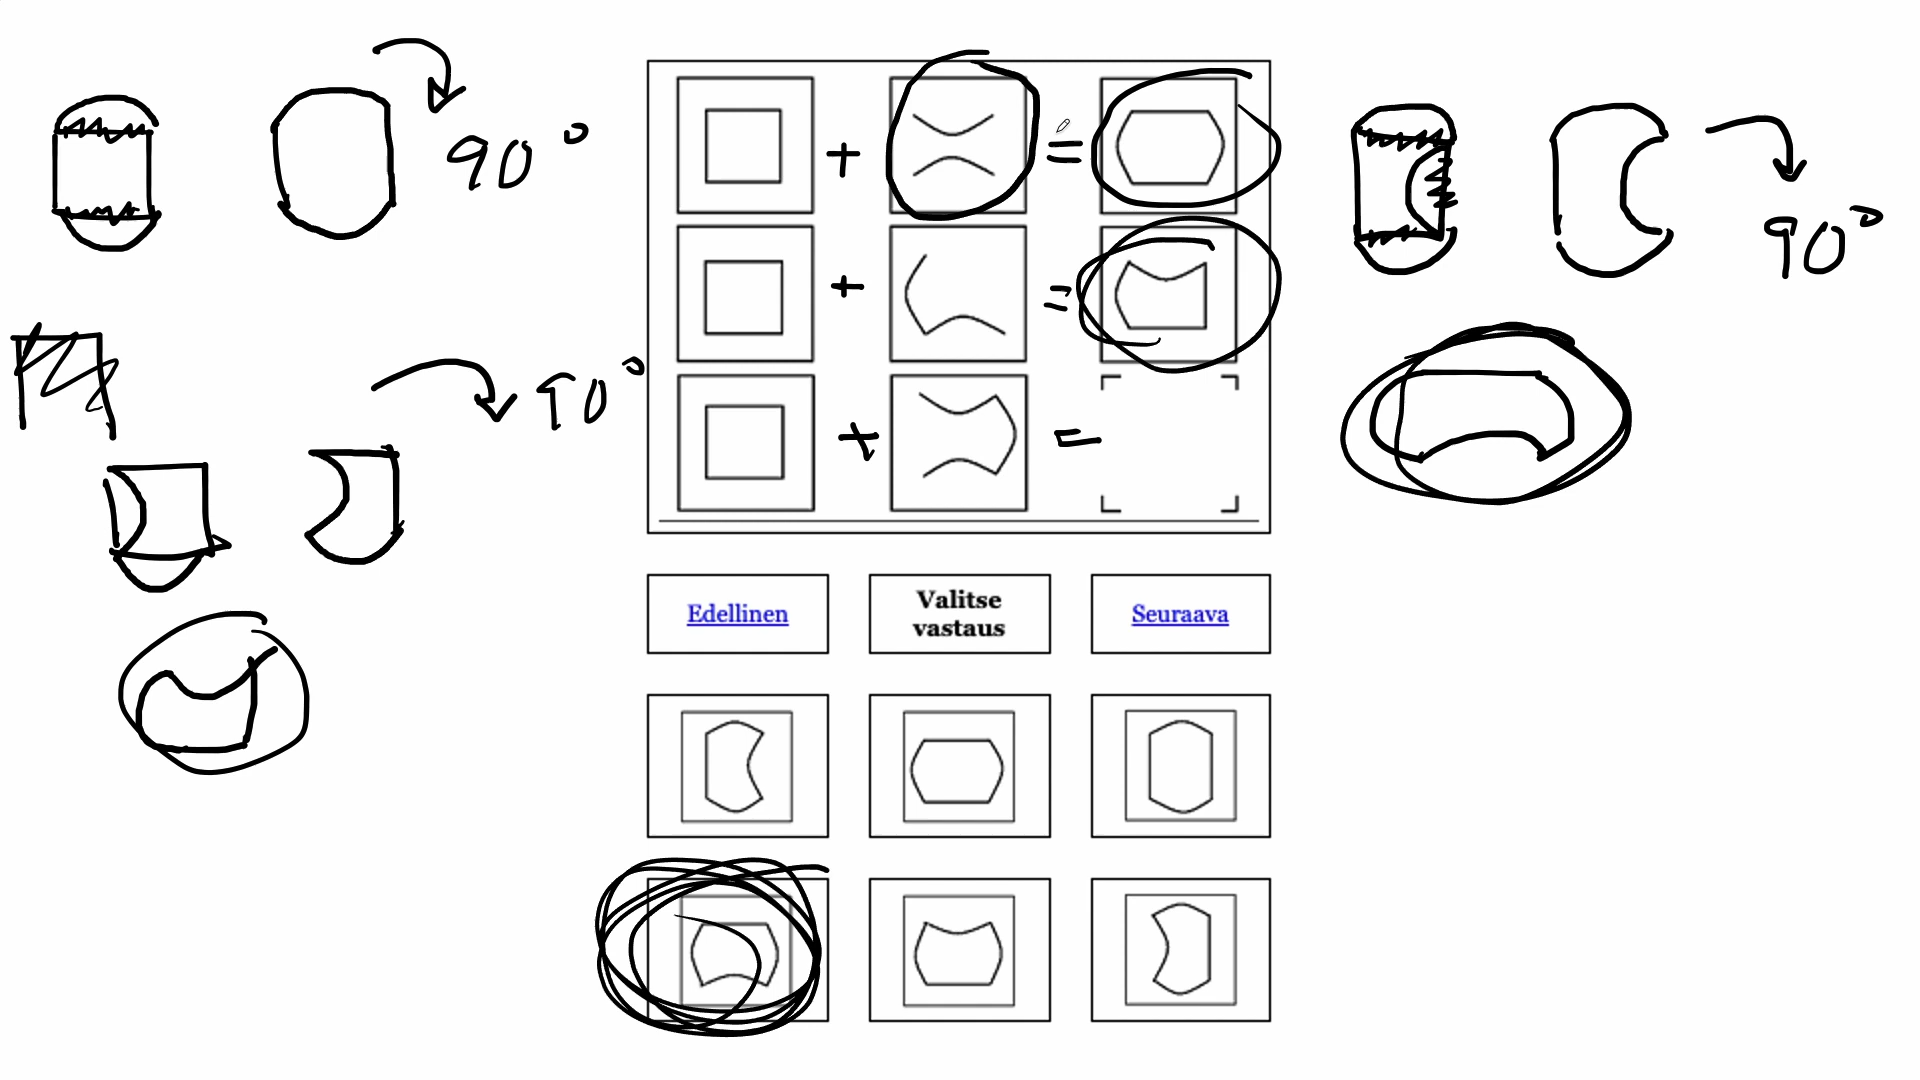 90°
+
=
90°
+
=
90°
+
=
Edellinen
Valitse
vastaus
Seuraava